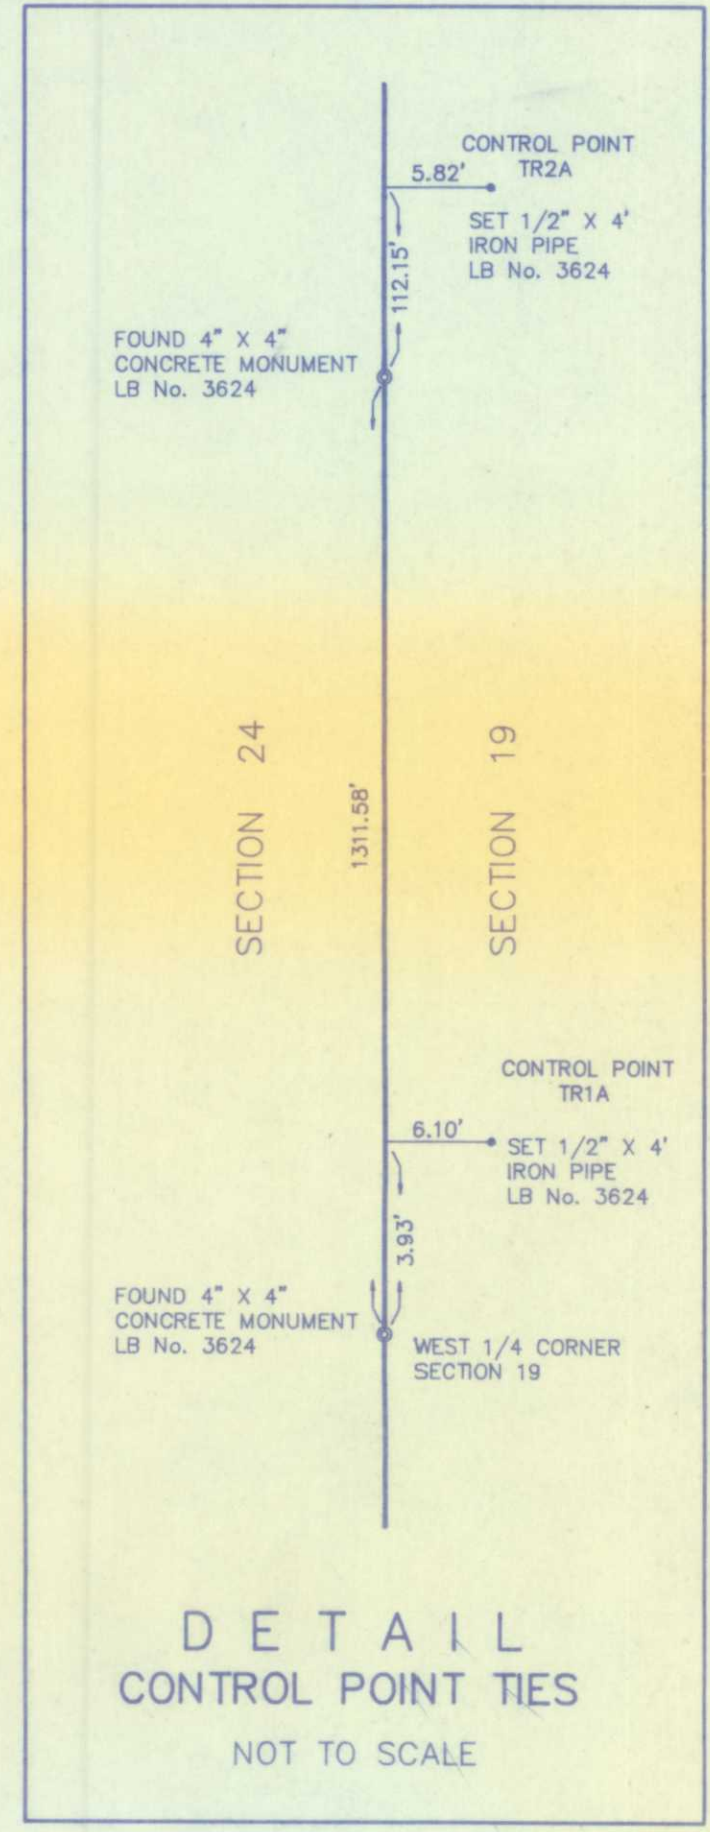 CONTROL POINT
TR2A
5.82'
SET 1/2" X 4'
IRON PIPE
LB No. 3624
112.15'
FOUND 4" X 4"
CONCRETE MONUMENT
LB No. 3624
SECTION 24
1311.58'
SECTION 19
CONTROL POINT
TR1A
6.10'
SET 1/2" X 4'
IRON PIPE
LB No. 3624
3.93'
FOUND 4" X 4"
CONCRETE MONUMENT
LB No. 3624
WEST 1/4 CORNER
SECTION 19
DETAIL
CONTROL POINT TIES
NOT TO SCALE